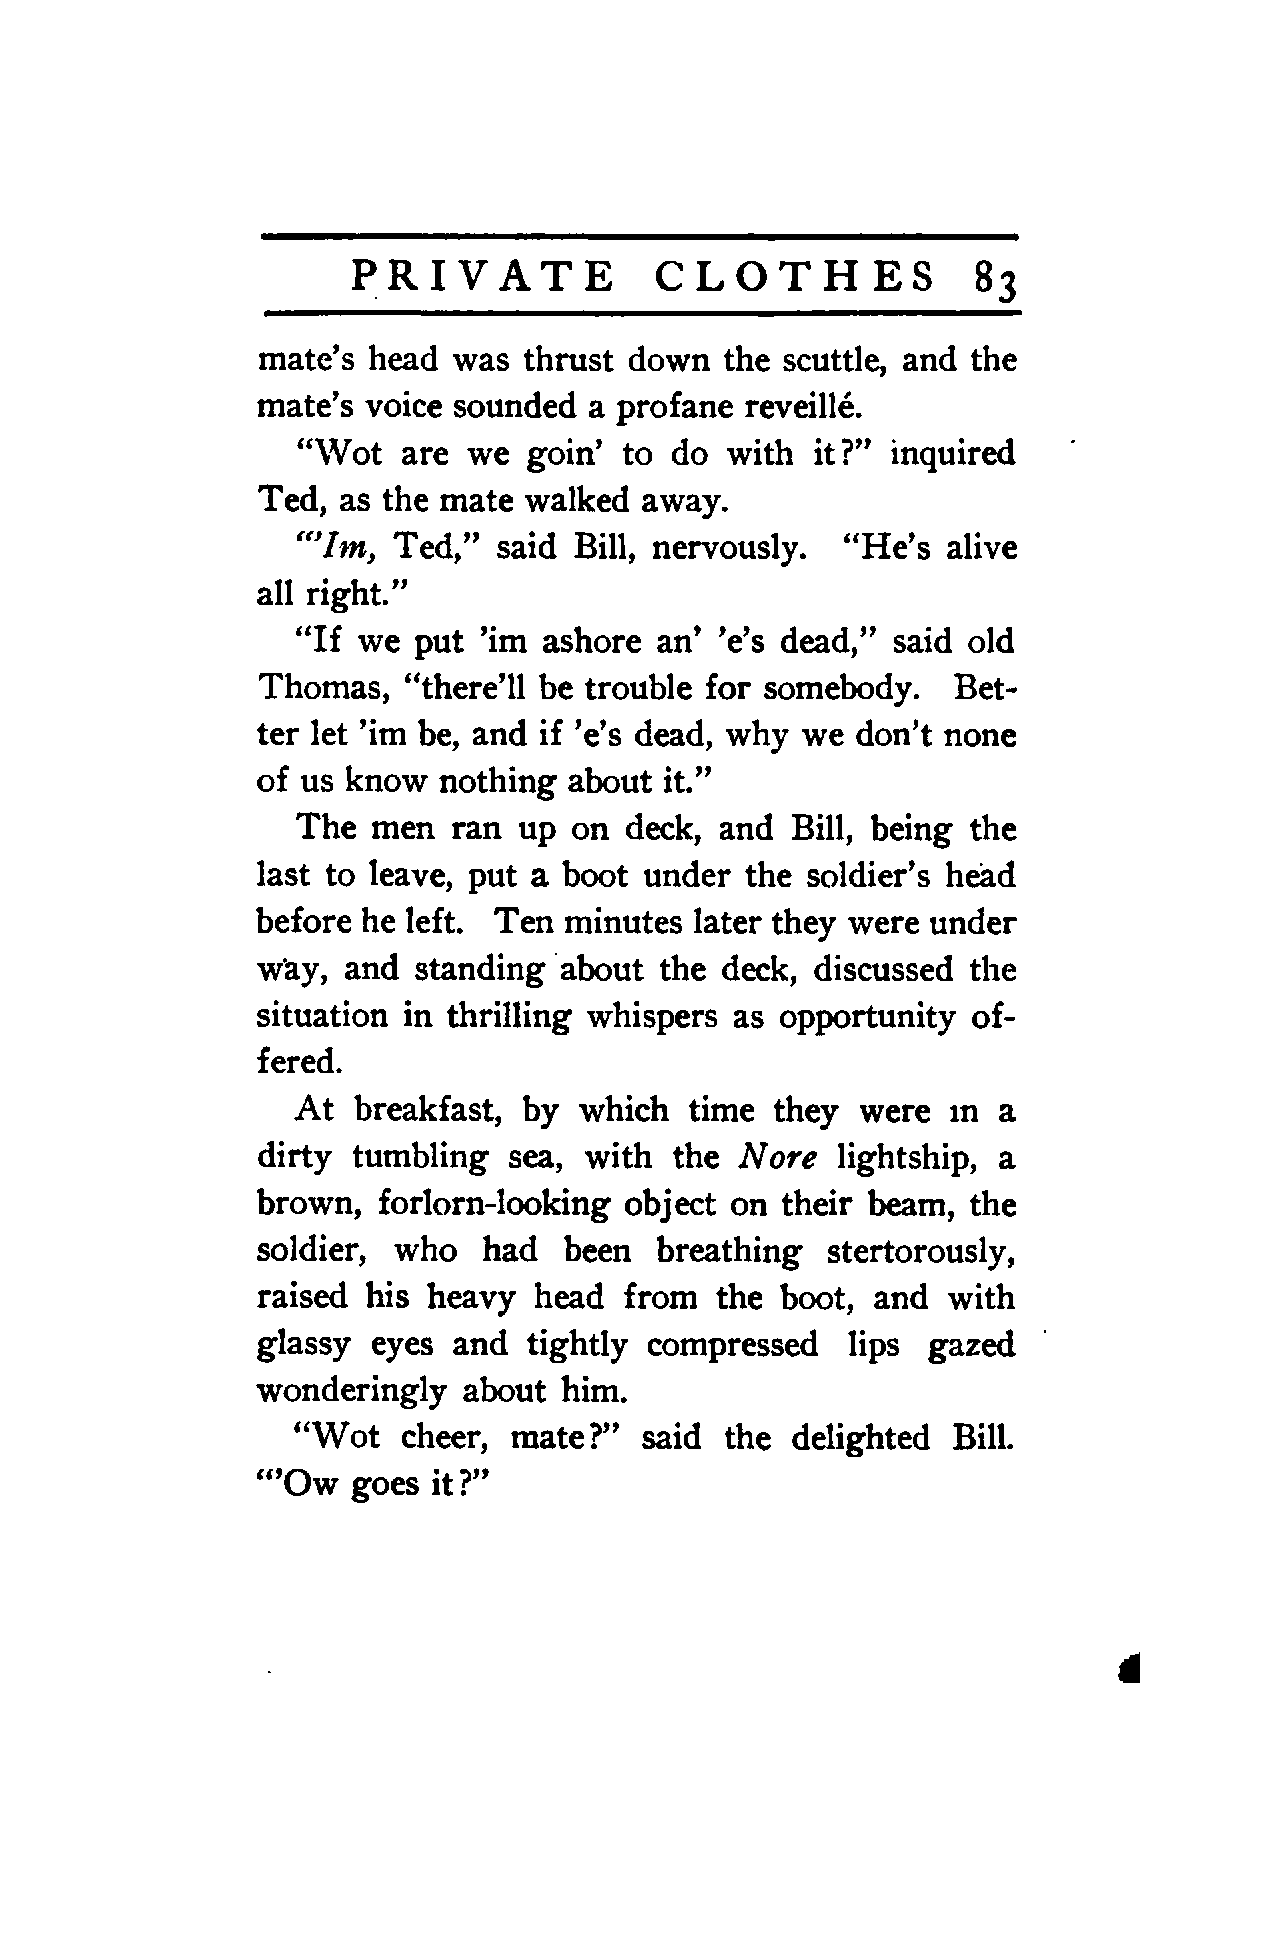 PRIVATE CLOTHES 83
mate's head was thrust down the scuttle, and the
mate's voice sounded a profane reveillé.
“Wot are we goin' to do with it?” inquired
Ted, as the mate walked away.
“'Im, Ted,” said Bill, nervously. “He's alive
all right.”
“If we put 'im ashore an' 'e's dead,” said old
Thomas, “there'll be trouble for somebody. Bet-
ter let 'im be, and if 'e's dead, why we don't none
of us know nothing about it.”
The men ran up on deck, and Bill, being the
last to leave, put a boot under the soldier's head
before he left. Ten minutes later they were under
way, and standing about the deck, discussed the
situation in thrilling whispers as opportunity of-
fered.
At breakfast, by which time they were in a
dirty tumbling sea, with the Nore lightship, a
brown, forlorn-looking object on their beam, the
soldier, who had been breathing stertorously,
raised his heavy head from the boot, and with
glassy eyes and tightly compressed lips gazed
wonderingly about him.
“Wot cheer, mate?” said the delighted Bill.
“'Ow goes it?”